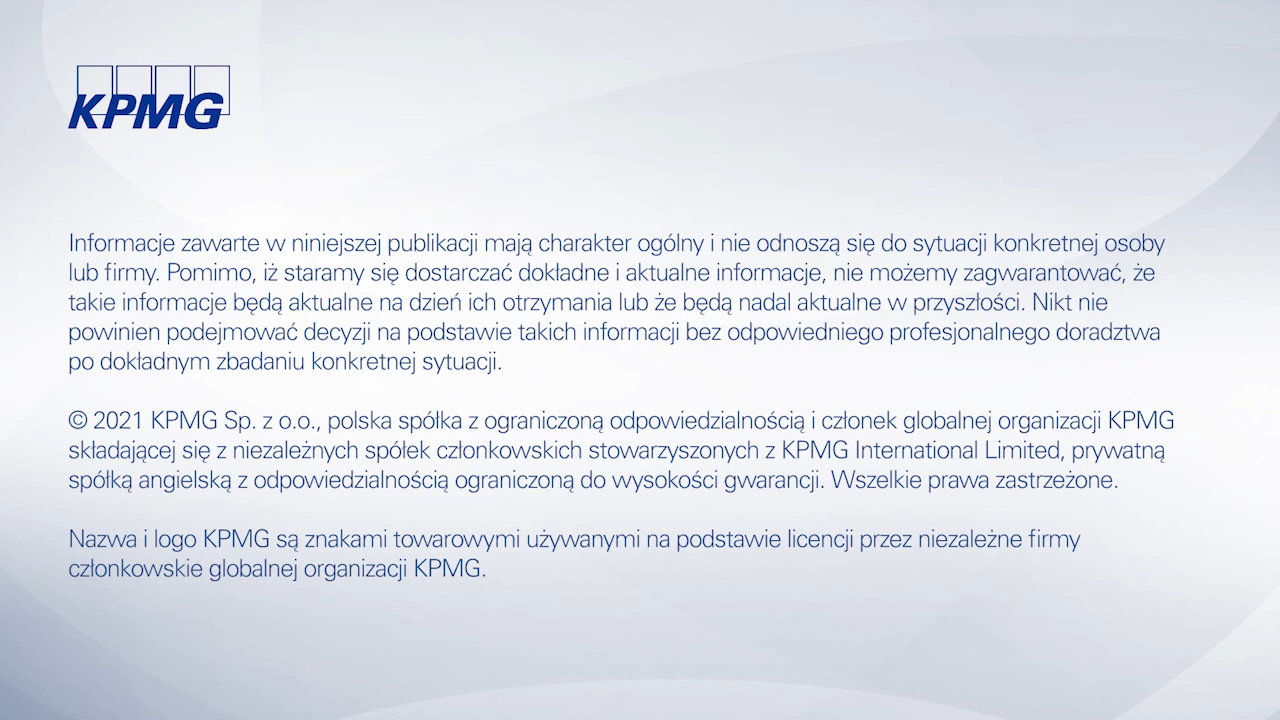 KPMG
Informacje zawarte w niniejszej publikacji mają charakter ogólny i nie odnoszą się do sytuacji konkretnej osoby
lub firmy. Pomimo, iż staramy się dostarczać dokładne i aktualne informacje, nie możemy zagwarantować, że
takie informacje będą aktualne na dzień ich otrzymania lub że będą nadal aktualne w przyszłości. Nikt nie
powinien podejmować decyzji na podstawie takich informacji bez odpowiedniego profesjonalnego doradztwa
po dokładnym zbadaniu konkretnej sytuacji.
© 2021 KPMG Sp. z o.o., polska spółka z ograniczoną odpowiedzialnością i członek globalnej organizacji KPMG
składającej się z niezależnych spółek członkowskich stowarzyszonych z KPMG International Limited, prywatną
spółką angielską z odpowiedzialnością ograniczoną do wysokości gwarancji. Wszelkie prawa zastrzeżone.
Nazwa i logo KPMG są znakami towarowymi używanymi na podstawie licencji przez niezależne firmy
członkowskie globalnej organizacji KPMG.